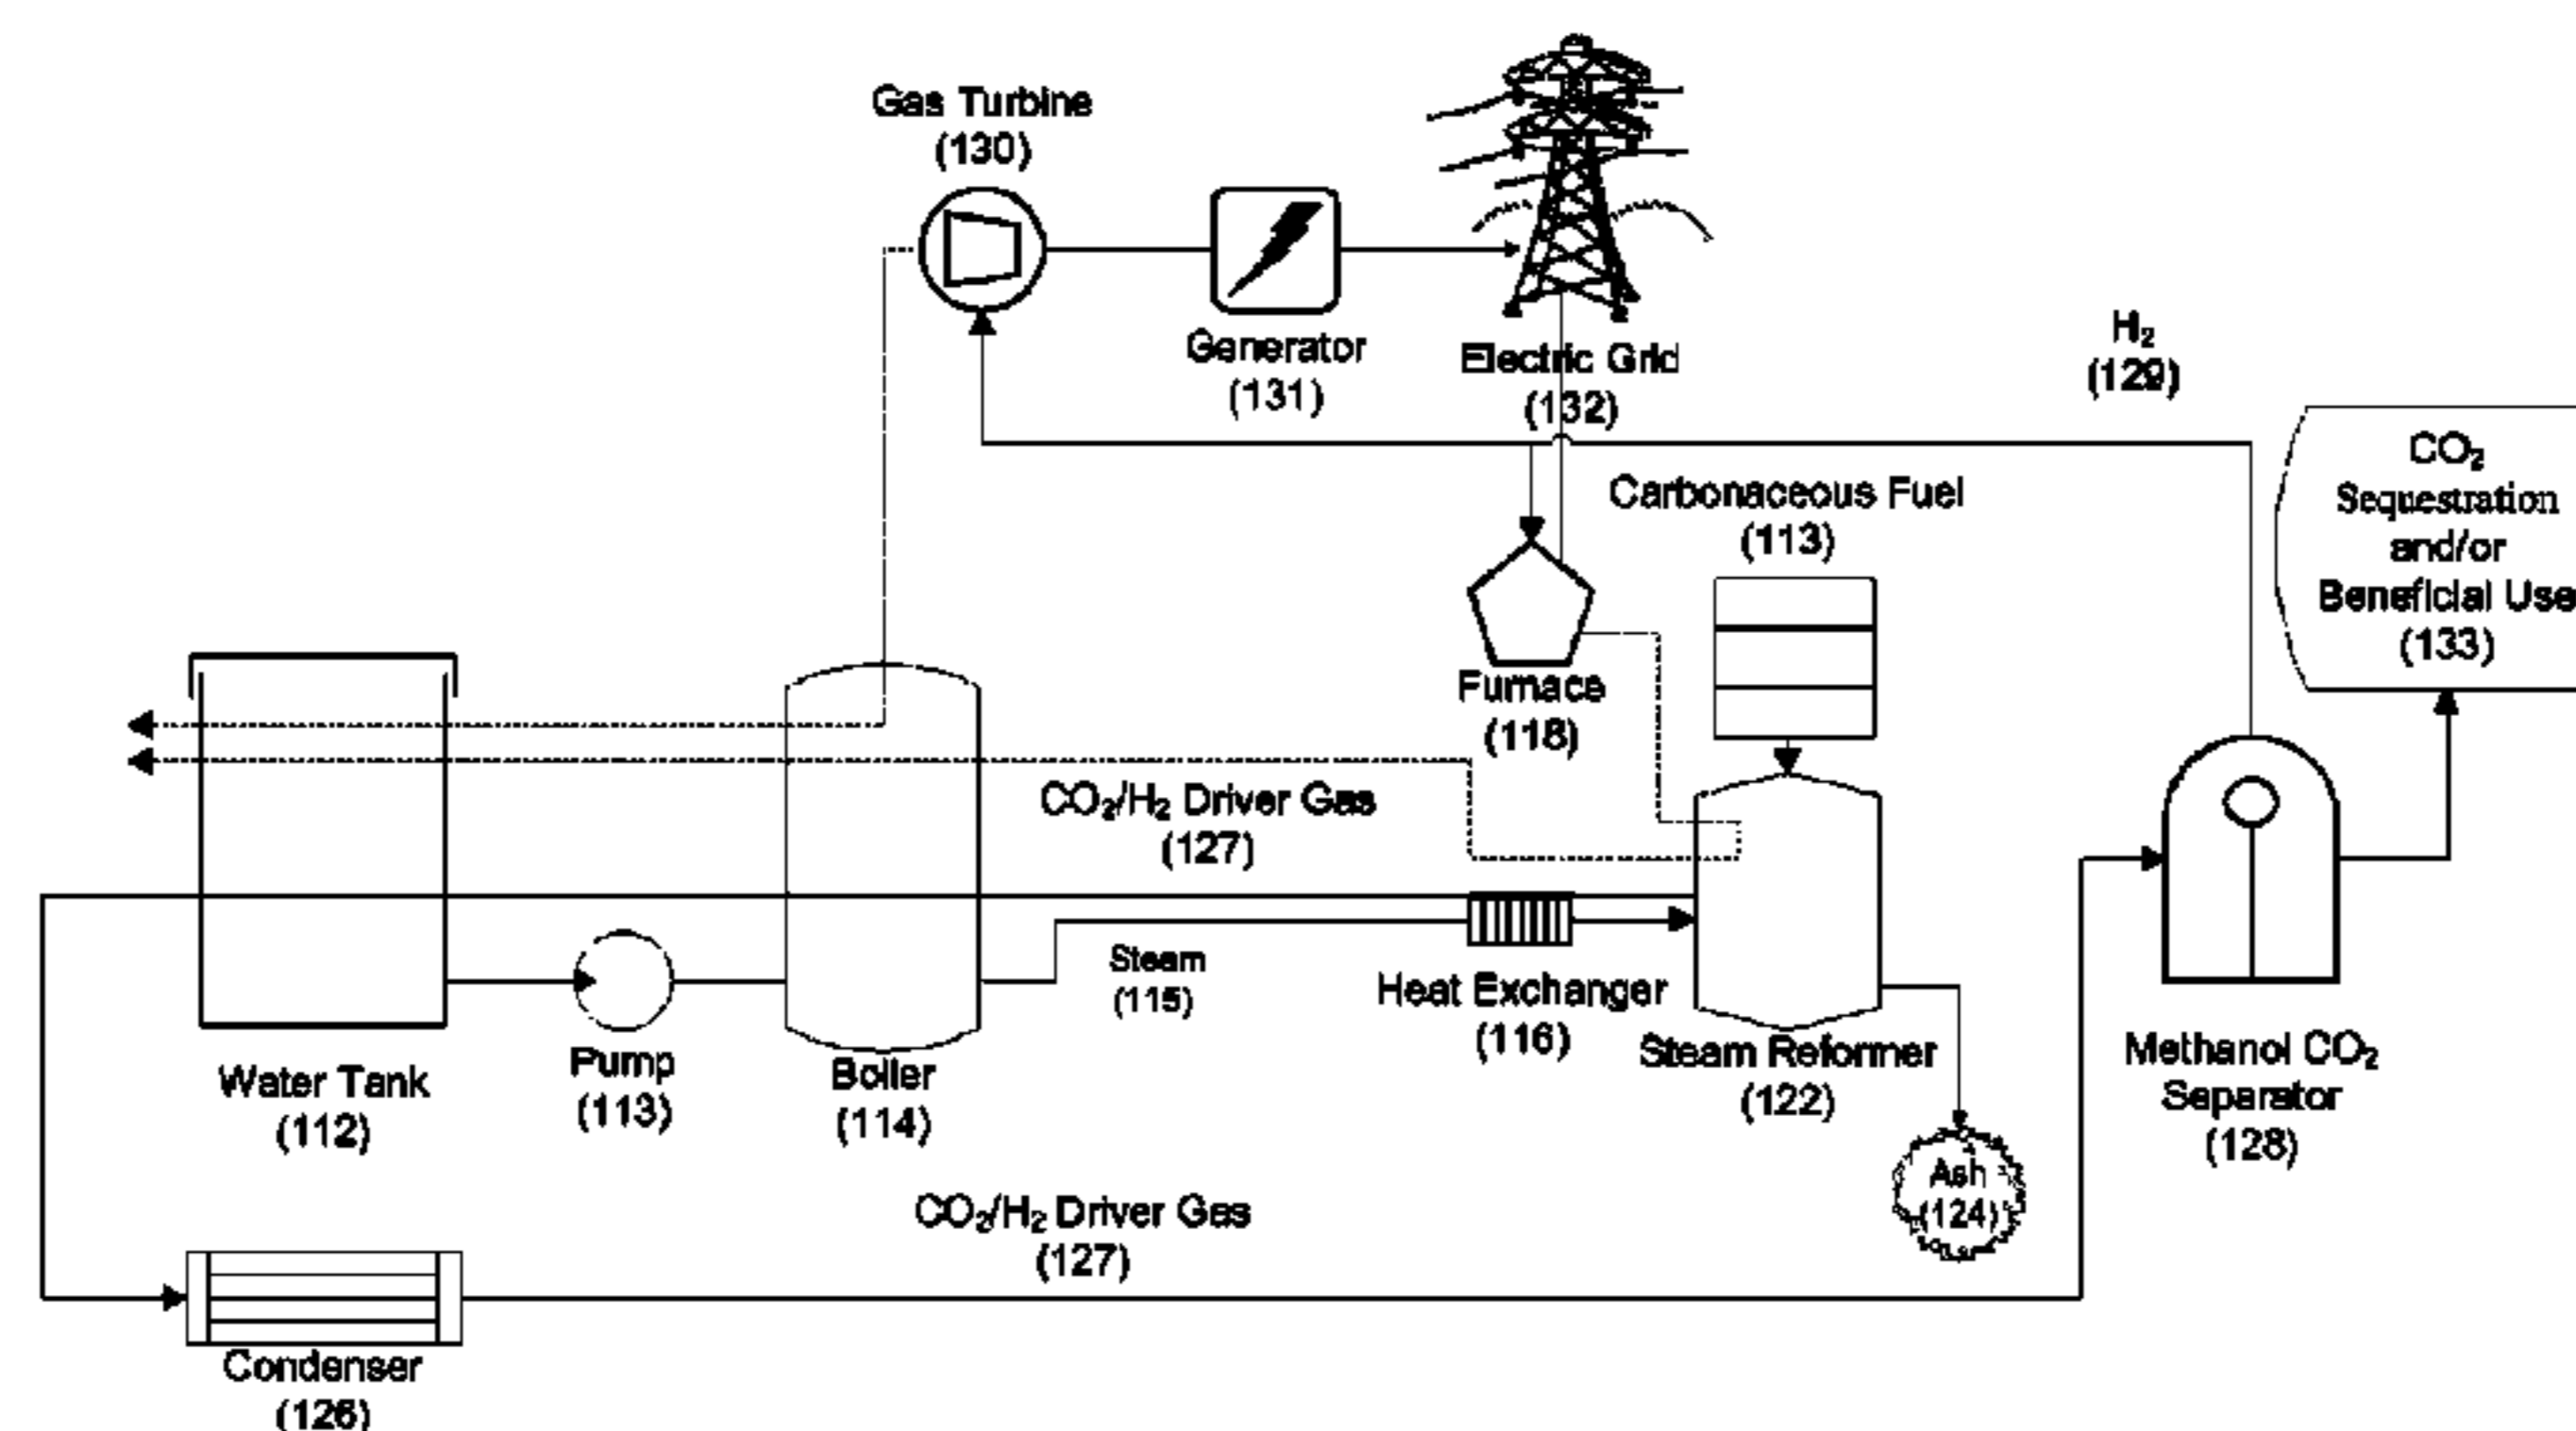 Gas Turbine
(130)
Generator
(131)
Electric Grid
(132)
H₂
(129)
CO₂
Sequestration
and/or
Beneficial Use
(133)
Carbonaceous Fuel
(113)
Furnace
(118)
CO₂/H₂ Driver Gas
(127)
Steam
(115)
Heat Exchanger
(116)
Steam Reformer
(122)
Water Tank
(112)
Pump
(113)
Boiler
(114)
Methanol CO₂
Separator
(128)
Ash
(124)
CO₂/H₂ Driver Gas
(127)
Condenser
(126)